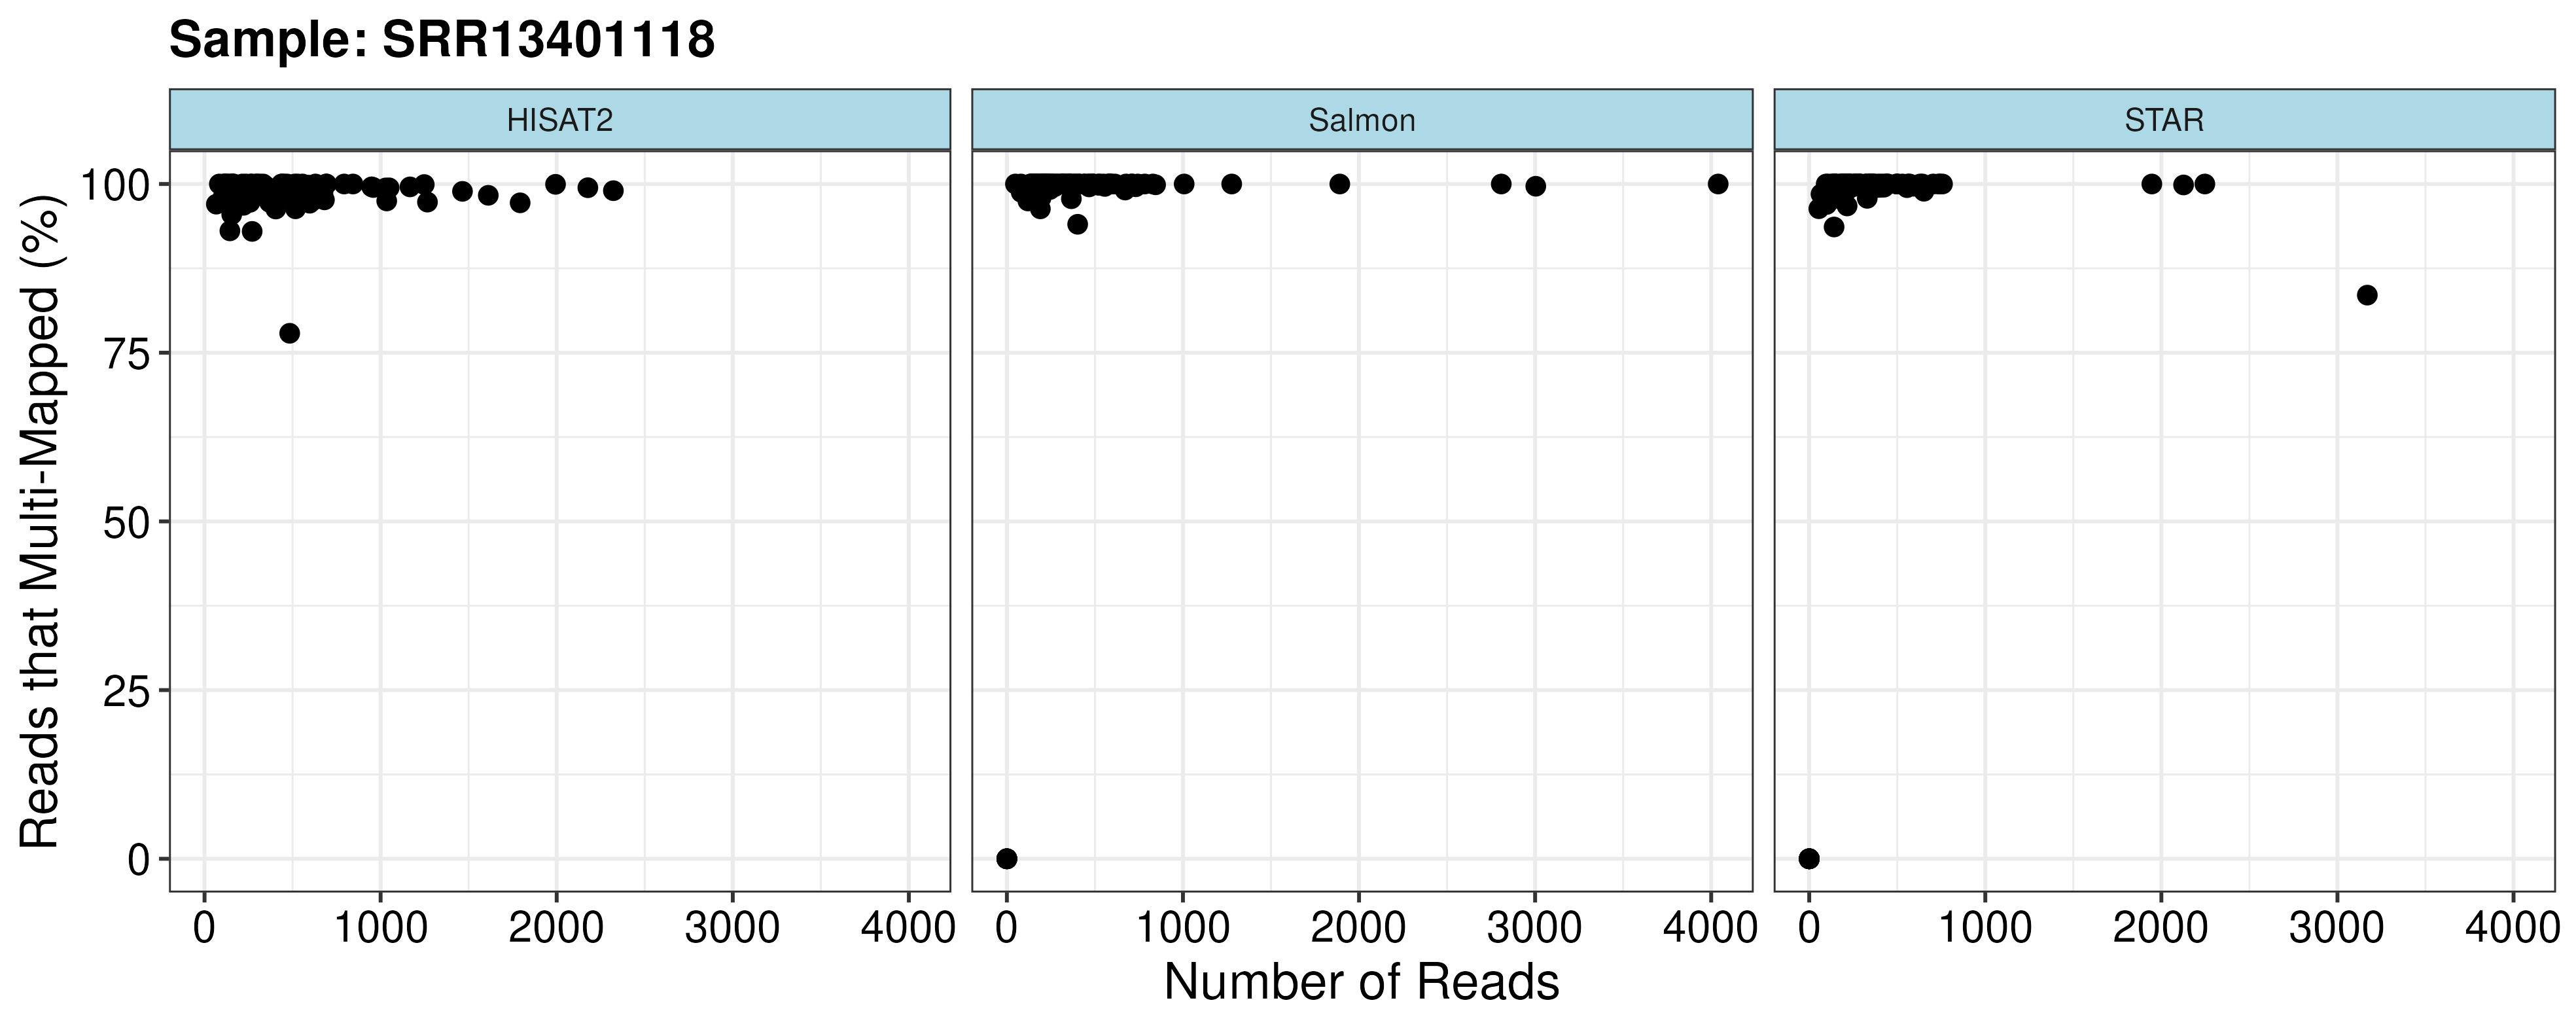 Sample: SRR13401118
HISAT2
Salmon
STAR
Reads that Multi-Mapped (%)
100
75
50
25
0
0 1000 2000 3000 4000
0 1000 2000 3000 4000
0 1000 2000 3000 4000
Number of Reads